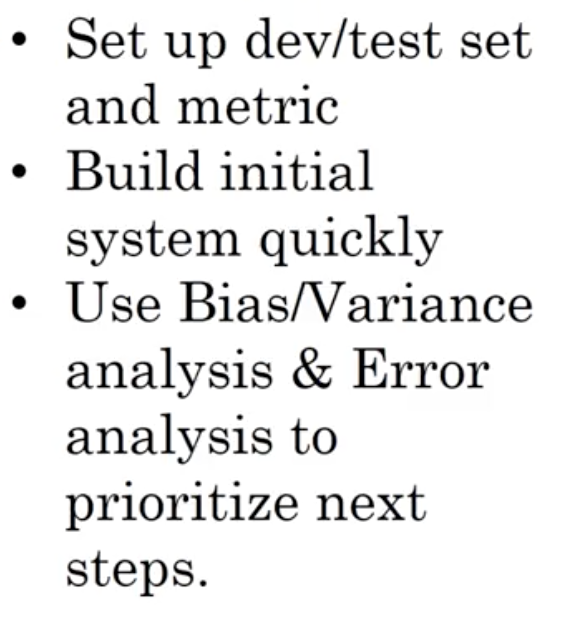 • Set up dev/test set
and metric
• Build initial
system quickly
• Use Bias/Variance
analysis & Error
analysis to
prioritize next
steps.